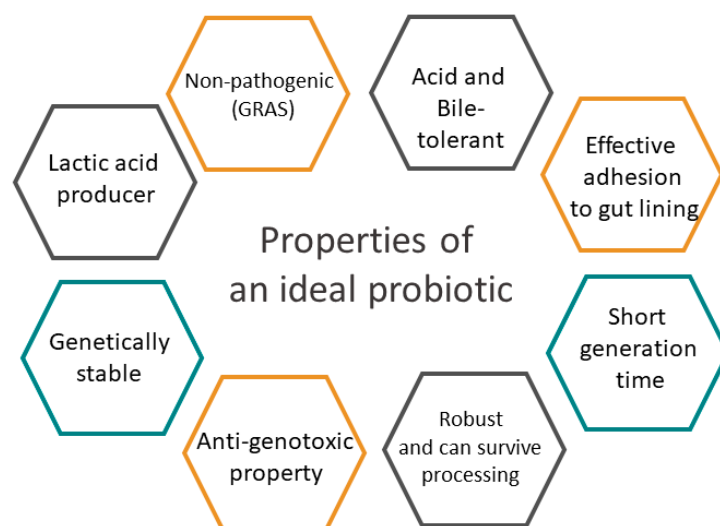 Properties of
an ideal probiotic
Non-pathogenic
(GRAS)
Acid and
Bile-
tolerant
Effective
adhesion
to gut lining
Short
generation
time
Robust
and can survive
processing
Anti-genotoxic
property
Genetically
stable
Lactic acid
producer